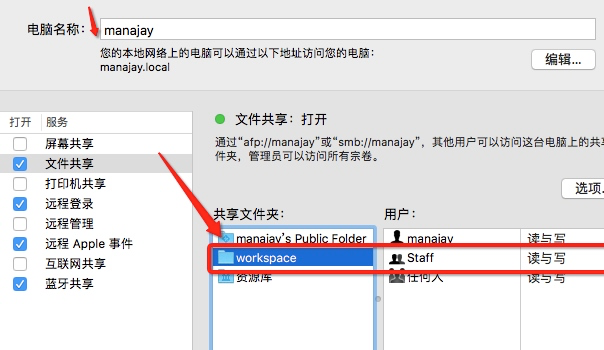 电脑名称： manajay
您的本地网络上的电脑可以通过以下地址访问您的电脑：
manajay.local
编辑...
打开 服务
屏幕共享
文件共享
打印机共享
远程登录
远程管理
远程 Apple 事件
互联网共享
蓝牙共享
文件共享：打开
通过“afp://manajay”或“smb://manajay”，其他用户可以访问这台电脑上的共
件夹，管理员可以访问所有宗卷。
选项
共享文件夹： 用户：
manajay's Public Folder manajay 读与写
workspace Staff 读与写
资源库 任何人 读与写